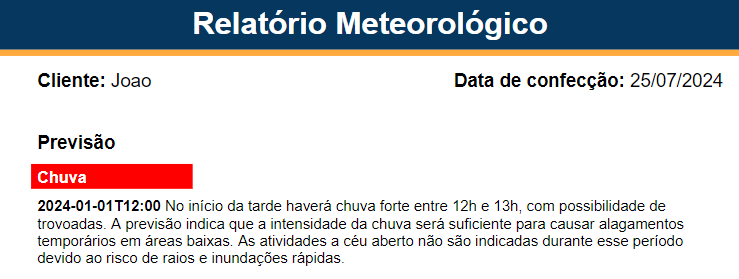 Relatório Meteorológico
Cliente: Joao
Data de confecção: 25/07/2024
Previsão
Chuva
2024-01-01T12:00 No início da tarde haverá chuva forte entre 12h e 13h, com possibilidade de
trovoadas. A previsão indica que a intensidade da chuva será suficiente para causar alagamentos
temporários em áreas baixas. As atividades a céu aberto não são indicadas durante esse período
devido ao risco de raios e inundações rápidas.